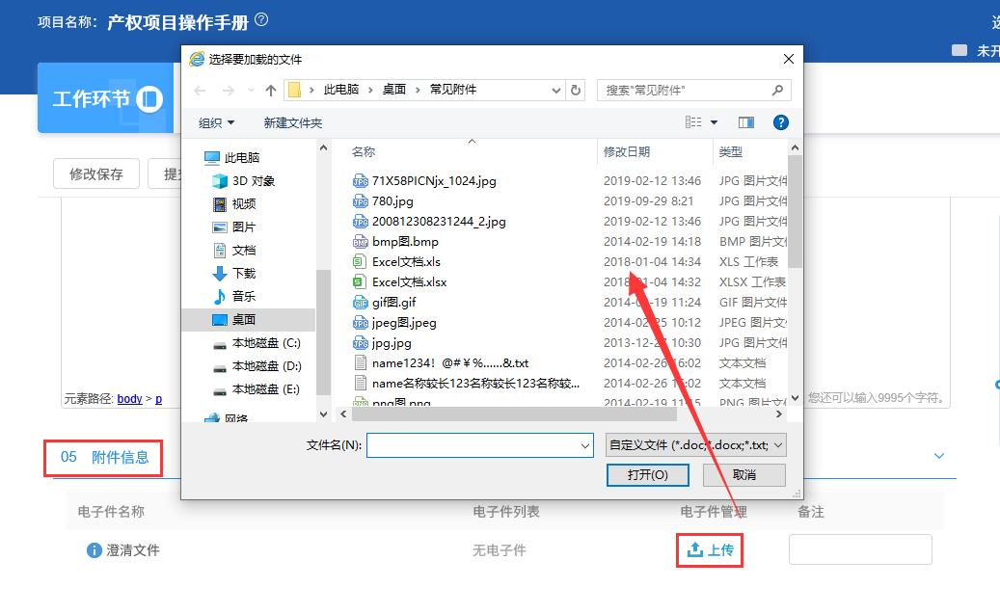 项目名称：产权项目操作手册 ?
选
未开
工作环节
修改保存
提交
选择要加载的文件
此电脑 > 桌面 > 常见附件
搜索"常见附件"
组织
新建文件夹
此电脑
3D 对象
视频
图片
文档
下载
音乐
桌面
本地磁盘 (C:)
本地磁盘 (D:)
本地磁盘 (E:)
网络
名称 修改日期 类型
71X58PICNjx_1024.jpg 2019-02-12 13:46 JPG 图片文件
780.jpg 2019-09-29 8:21 JPG 图片文件
200812308231244_2.jpg 2019-02-12 13:46 JPG 图片文件
bmp图.bmp 2014-02-19 14:18 BMP 图片文件
Excel文档.xls 2018-01-04 14:34 XLS 工作表
Excel文档.xlsx 2018-01-04 14:32 XLSX 工作表
gif图.gif 2014-02-19 11:24 GIF 图片文件
jpeg图.jpeg 2014-02-25 10:12 JPEG 图片文
jpg.jpg 2013-12-27 10:30 JPG 图片文件
name1234！@#￥%……&.txt 2014-02-26 16:02 文本文档
name名称较长123名称较长123名称较... 2014-02-26 16:02 文本文档
png图.png 2014-02-19 11:15 PNG 图片文件
文件名(N):
自定义文件 (*.doc;*.docx;*.txt;
打开(O)
取消
元素路径: body > p
您还可以输入9995个字符。
05 附件信息
电子件名称 电子件列表 电子件管理 备注
澄清文件 无电子件 上传